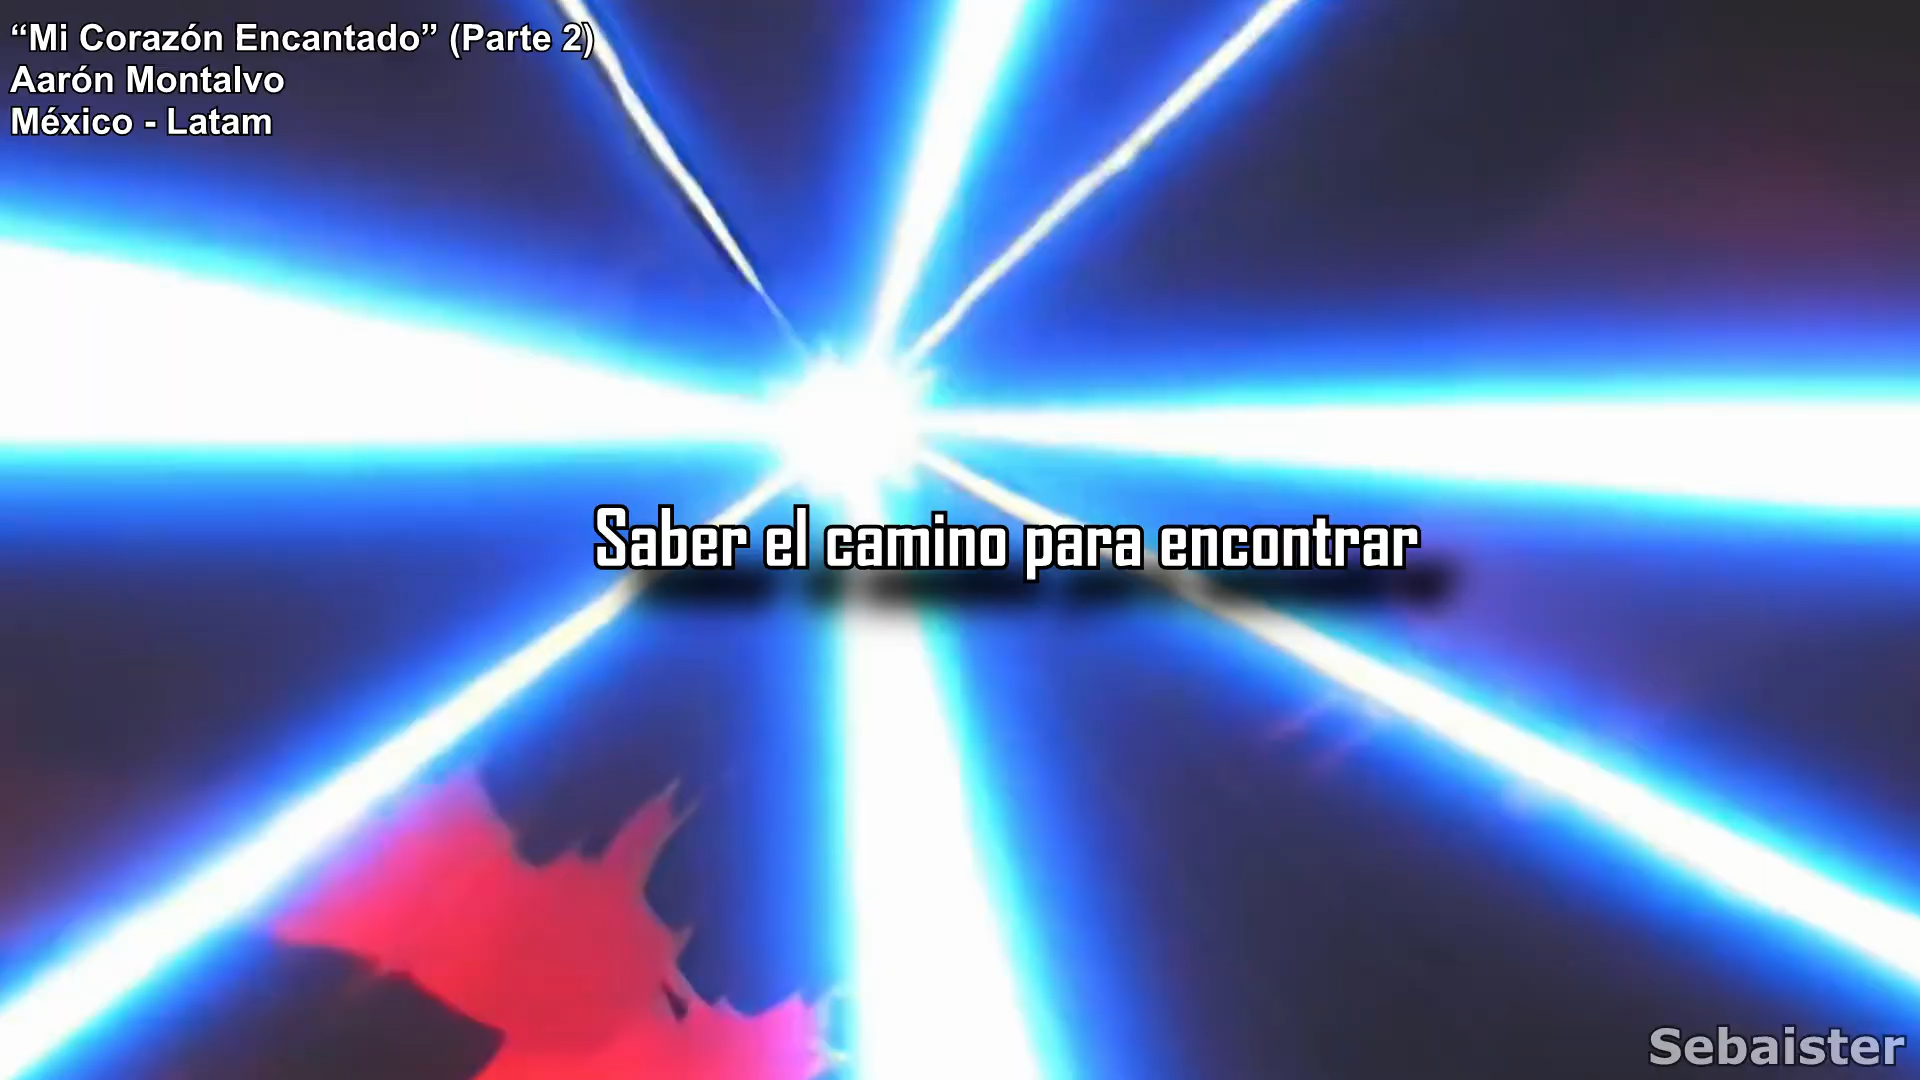 “Mi Corazón Encantado” (Parte 2)
Aarón Montalvo
México - Latam
Saber el camino para encontrar
Sebaister